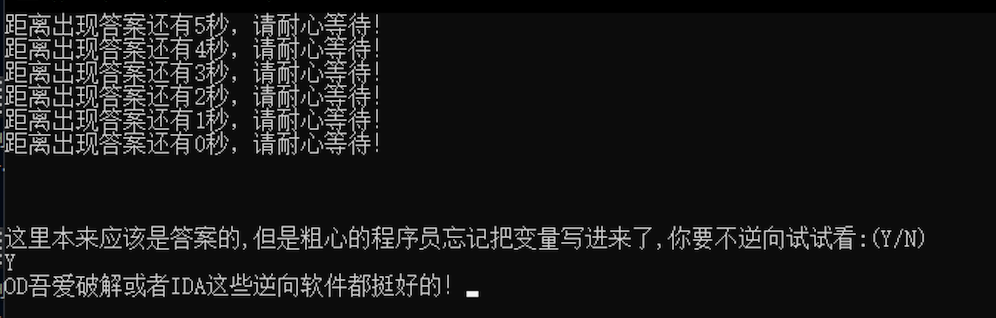 距离出现答案还有5秒，请耐心等待！
距离出现答案还有4秒，请耐心等待！
距离出现答案还有3秒，请耐心等待！
距离出现答案还有2秒，请耐心等待！
距离出现答案还有1秒，请耐心等待！
距离出现答案还有0秒，请耐心等待！
这里本来应该是答案的,但是粗心的程序员忘记把变量写进来了,你要不逆向试试看:(Y/N)
Y
OD吾爱破解或者IDA这些逆向软件都挺好的！